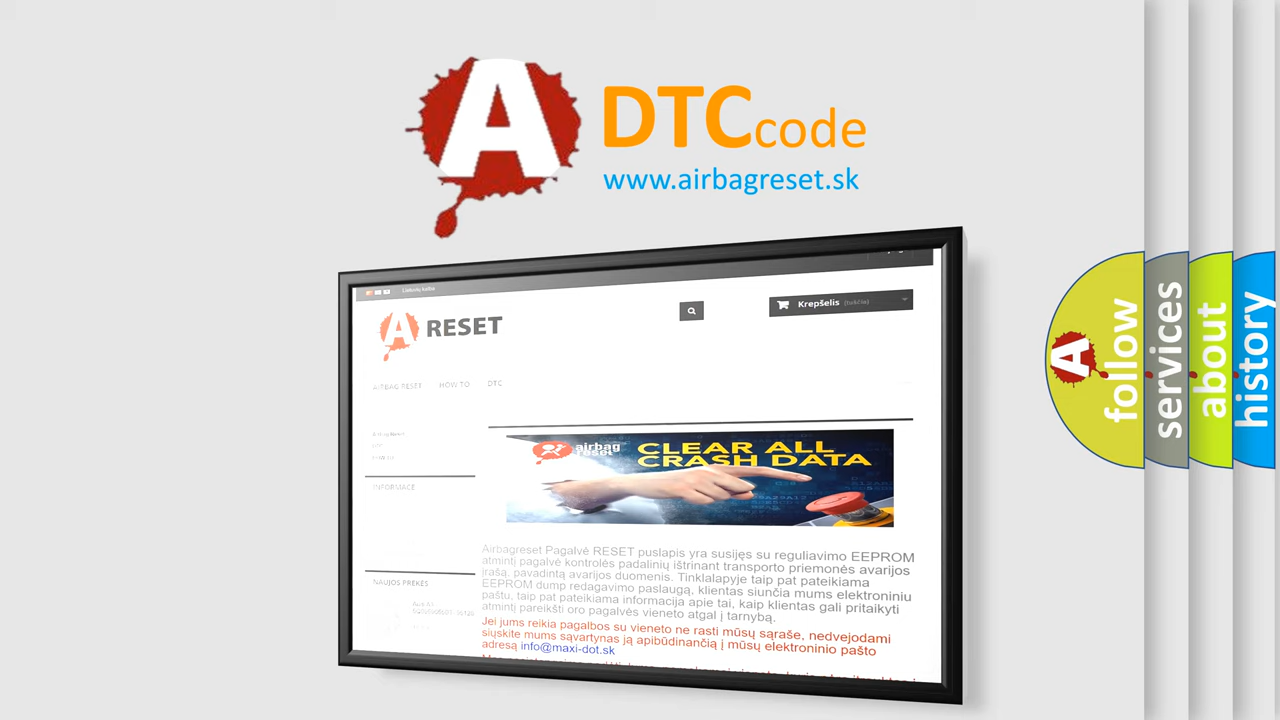 A
DTCcode
www.airbagreset.sk
Lietuvių kalba
A RESET
Krepšelis (tuščia)
AIRBAG RESET HOW TO DTC
INFORMACE
NAUJOS PREKĖS
airbag
reset
CLEAR ALL
CRASH DATA
Airbagreset Pagalvė RESET puslapis yra susijęs su reguliavimo EEPROM
atmintį pagalvė kontrolės padalinių ištrinant transporto priemonės avarijos
įrašą, pavadintą avarijos duomenis. Tinklalapyje taip pat pateikiama
EEPROM dump redagavimo paslaugą, klientas siunčia mums elektroniniu
paštu, taip pat pateikiama informacija apie tai, kaip klientas gali pritaikyti
atmintį pareikšti oro pagalvės vieneto atgal į tarnybą.
Jei jums reikia pagalbos su vieneto ne rasti mūsų sąraše, nedvejodami
siųskite mums sąvartynas ją apibūdinančią į mūsų elektroninio pašto
adresą info@maxi-dot.sk
A
follow
services
about
history